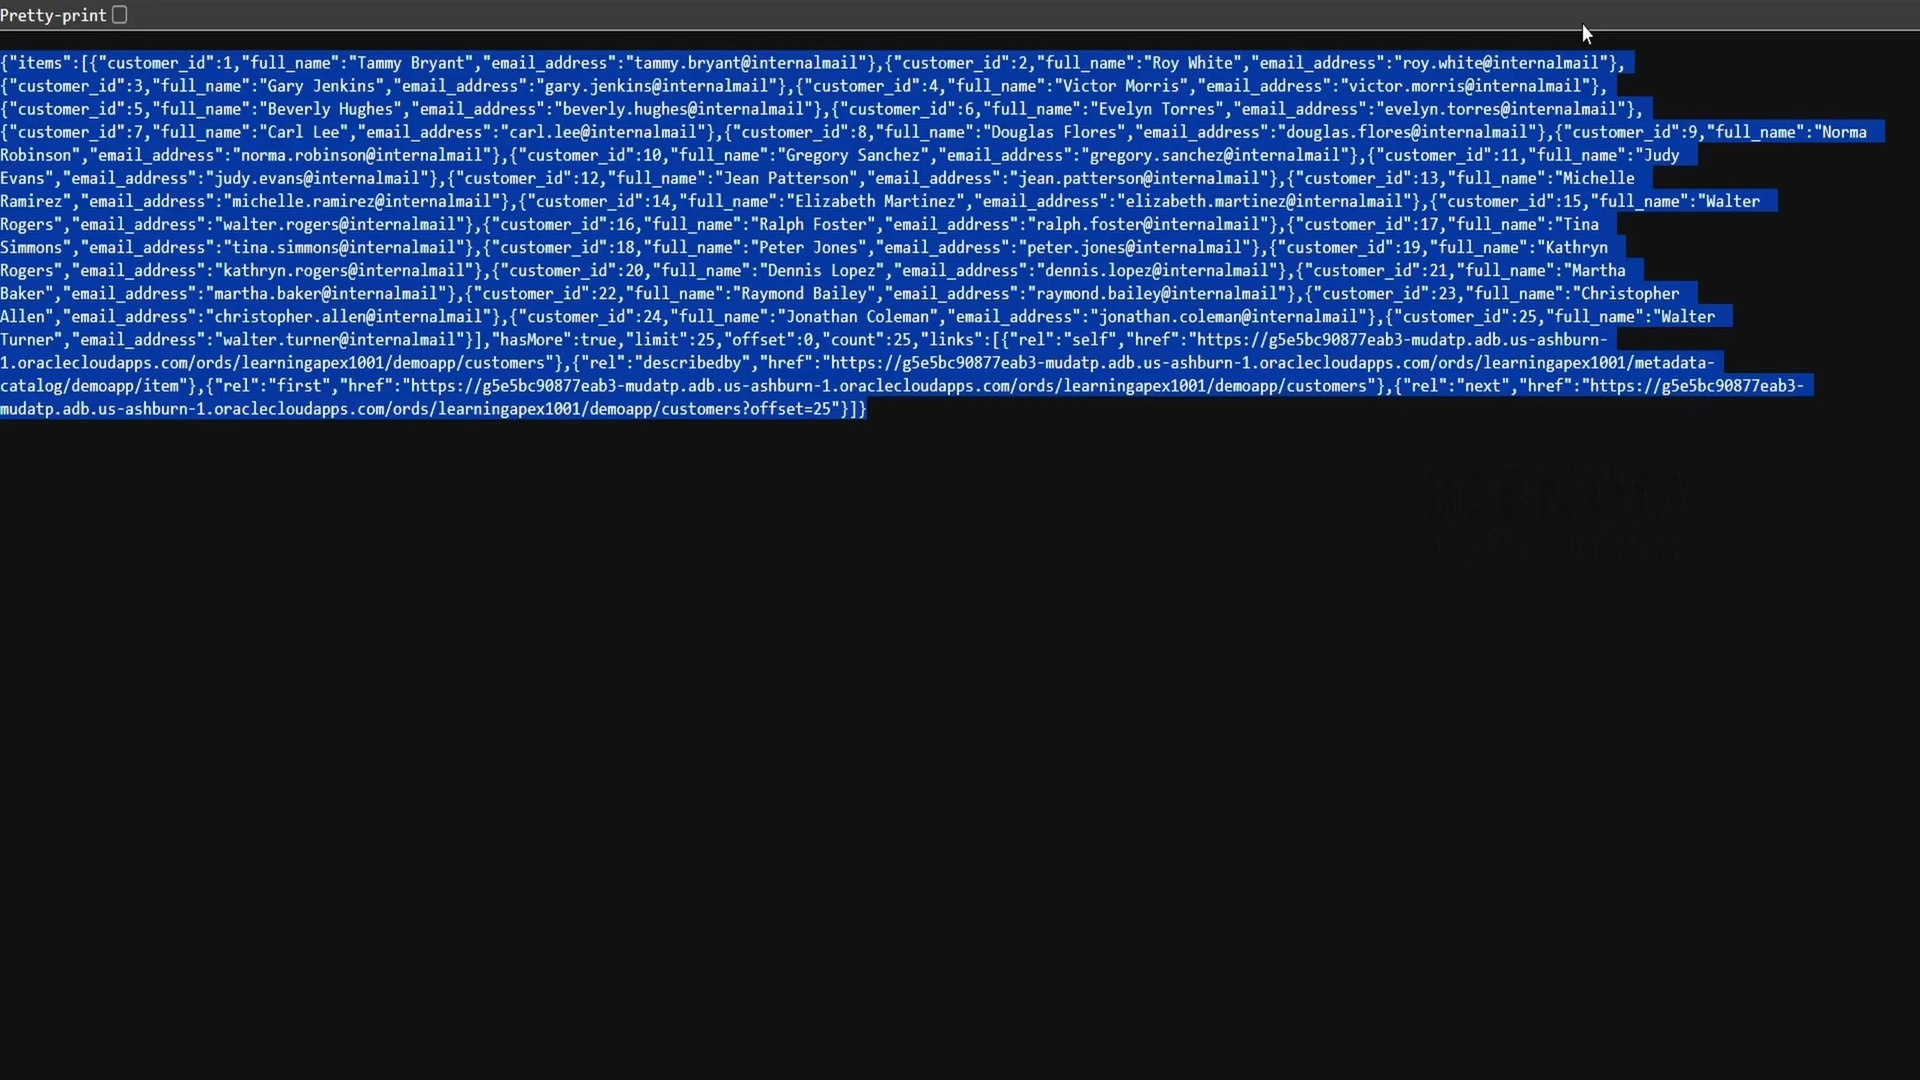 Pretty-print
{"items":[{"customer_id":1,"full_name":"Tammy Bryant","email_address":"tammy.bryant@internalmail"},{"customer_id":2,"full_name":"Roy White","email_address":"roy.white@internalmail"},
{"customer_id":3,"full_name":"Gary Jenkins","email_address":"gary.jenkins@internalmail"},{"customer_id":4,"full_name":"Victor Morris","email_address":"victor.morris@internalmail"},
{"customer_id":5,"full_name":"Beverly Hughes","email_address":"beverly.hughes@internalmail"},{"customer_id":6,"full_name":"Evelyn Torres","email_address":"evelyn.torres@internalmail"},
{"customer_id":7,"full_name":"Carl Lee","email_address":"carl.lee@internalmail"},{"customer_id":8,"full_name":"Douglas Flores","email_address":"douglas.flores@internalmail"},{"customer_id":9,"full_name":"Norma
Robinson","email_address":"norma.robinson@internalmail"},{"customer_id":10,"full_name":"Gregory Sanchez","email_address":"gregory.sanchez@internalmail"},{"customer_id":11,"full_name":"Judy
Evans","email_address":"judy.evans@internalmail"},{"customer_id":12,"full_name":"Jean Patterson","email_address":"jean.patterson@internalmail"},{"customer_id":13,"full_name":"Michelle
Ramirez","email_address":"michelle.ramirez@internalmail"},{"customer_id":14,"full_name":"Elizabeth Martinez","email_address":"elizabeth.martinez@internalmail"},{"customer_id":15,"full_name":"Walter
Rogers","email_address":"walter.rogers@internalmail"},{"customer_id":16,"full_name":"Ralph Foster","email_address":"ralph.foster@internalmail"},{"customer_id":17,"full_name":"Tina
Simmons","email_address":"tina.simmons@internalmail"},{"customer_id":18,"full_name":"Peter Jones","email_address":"peter.jones@internalmail"},{"customer_id":19,"full_name":"Kathryn
Rogers","email_address":"kathryn.rogers@internalmail"},{"customer_id":20,"full_name":"Dennis Lopez","email_address":"dennis.lopez@internalmail"},{"customer_id":21,"full_name":"Martha
Baker","email_address":"martha.baker@internalmail"},{"customer_id":22,"full_name":"Raymond Bailey","email_address":"raymond.bailey@internalmail"},{"customer_id":23,"full_name":"Christopher
Allen","email_address":"christopher.allen@internalmail"},{"customer_id":24,"full_name":"Jonathan Coleman","email_address":"jonathan.coleman@internalmail"},{"customer_id":25,"full_name":"Walter
Turner","email_address":"walter.turner@internalmail"}],"hasMore":true,"limit":25,"offset":0,"count":25,"links":[{"rel":"self","href":"https://g5e5bc90877eab3-mudatp.adb.us-ashburn-
1.oraclecloudapps.com/ords/learningapex1001/demoapp/customers"},{"rel":"describedby","href":"https://g5e5bc90877eab3-mudatp.adb.us-ashburn-1.oraclecloudapps.com/ords/learningapex1001/metadata-
catalog/demoapp/item"},{"rel":"first","href":"https://g5e5bc90877eab3-mudatp.adb.us-ashburn-1.oraclecloudapps.com/ords/learningapex1001/demoapp/customers"},{"rel":"next","href":"https://g5e5bc90877eab3-
mudatp.adb.us-ashburn-1.oraclecloudapps.com/ords/learningapex1001/demoapp/customers?offset=25"}]}